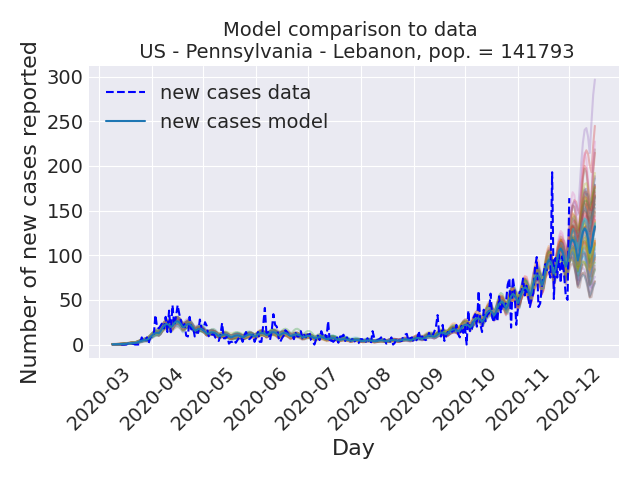 Model comparison to data
US - Pennsylvania - Lebanon, pop. = 141793
Number of new cases reported
300
250
200
150
100
50
0
new cases data
new cases model
2020-03
2020-04
2020-05
2020-06
2020-07
2020-08
2020-09
2020-10
2020-11
2020-12
Day